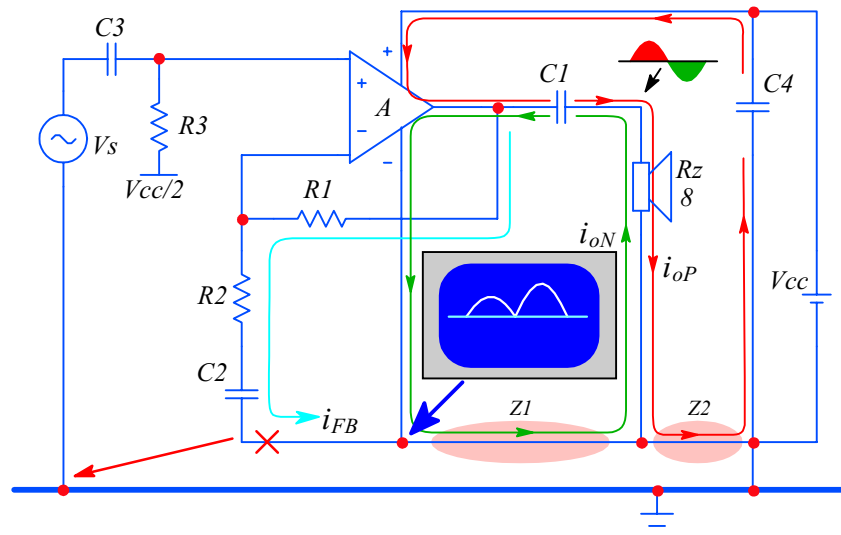 C3
R3
Vs
Vcc/2
+
+
A
−
−
C1
C4
Rz
8
R1
ioN
ioP
R2
Vcc
C2
iFB
Z1
Z2